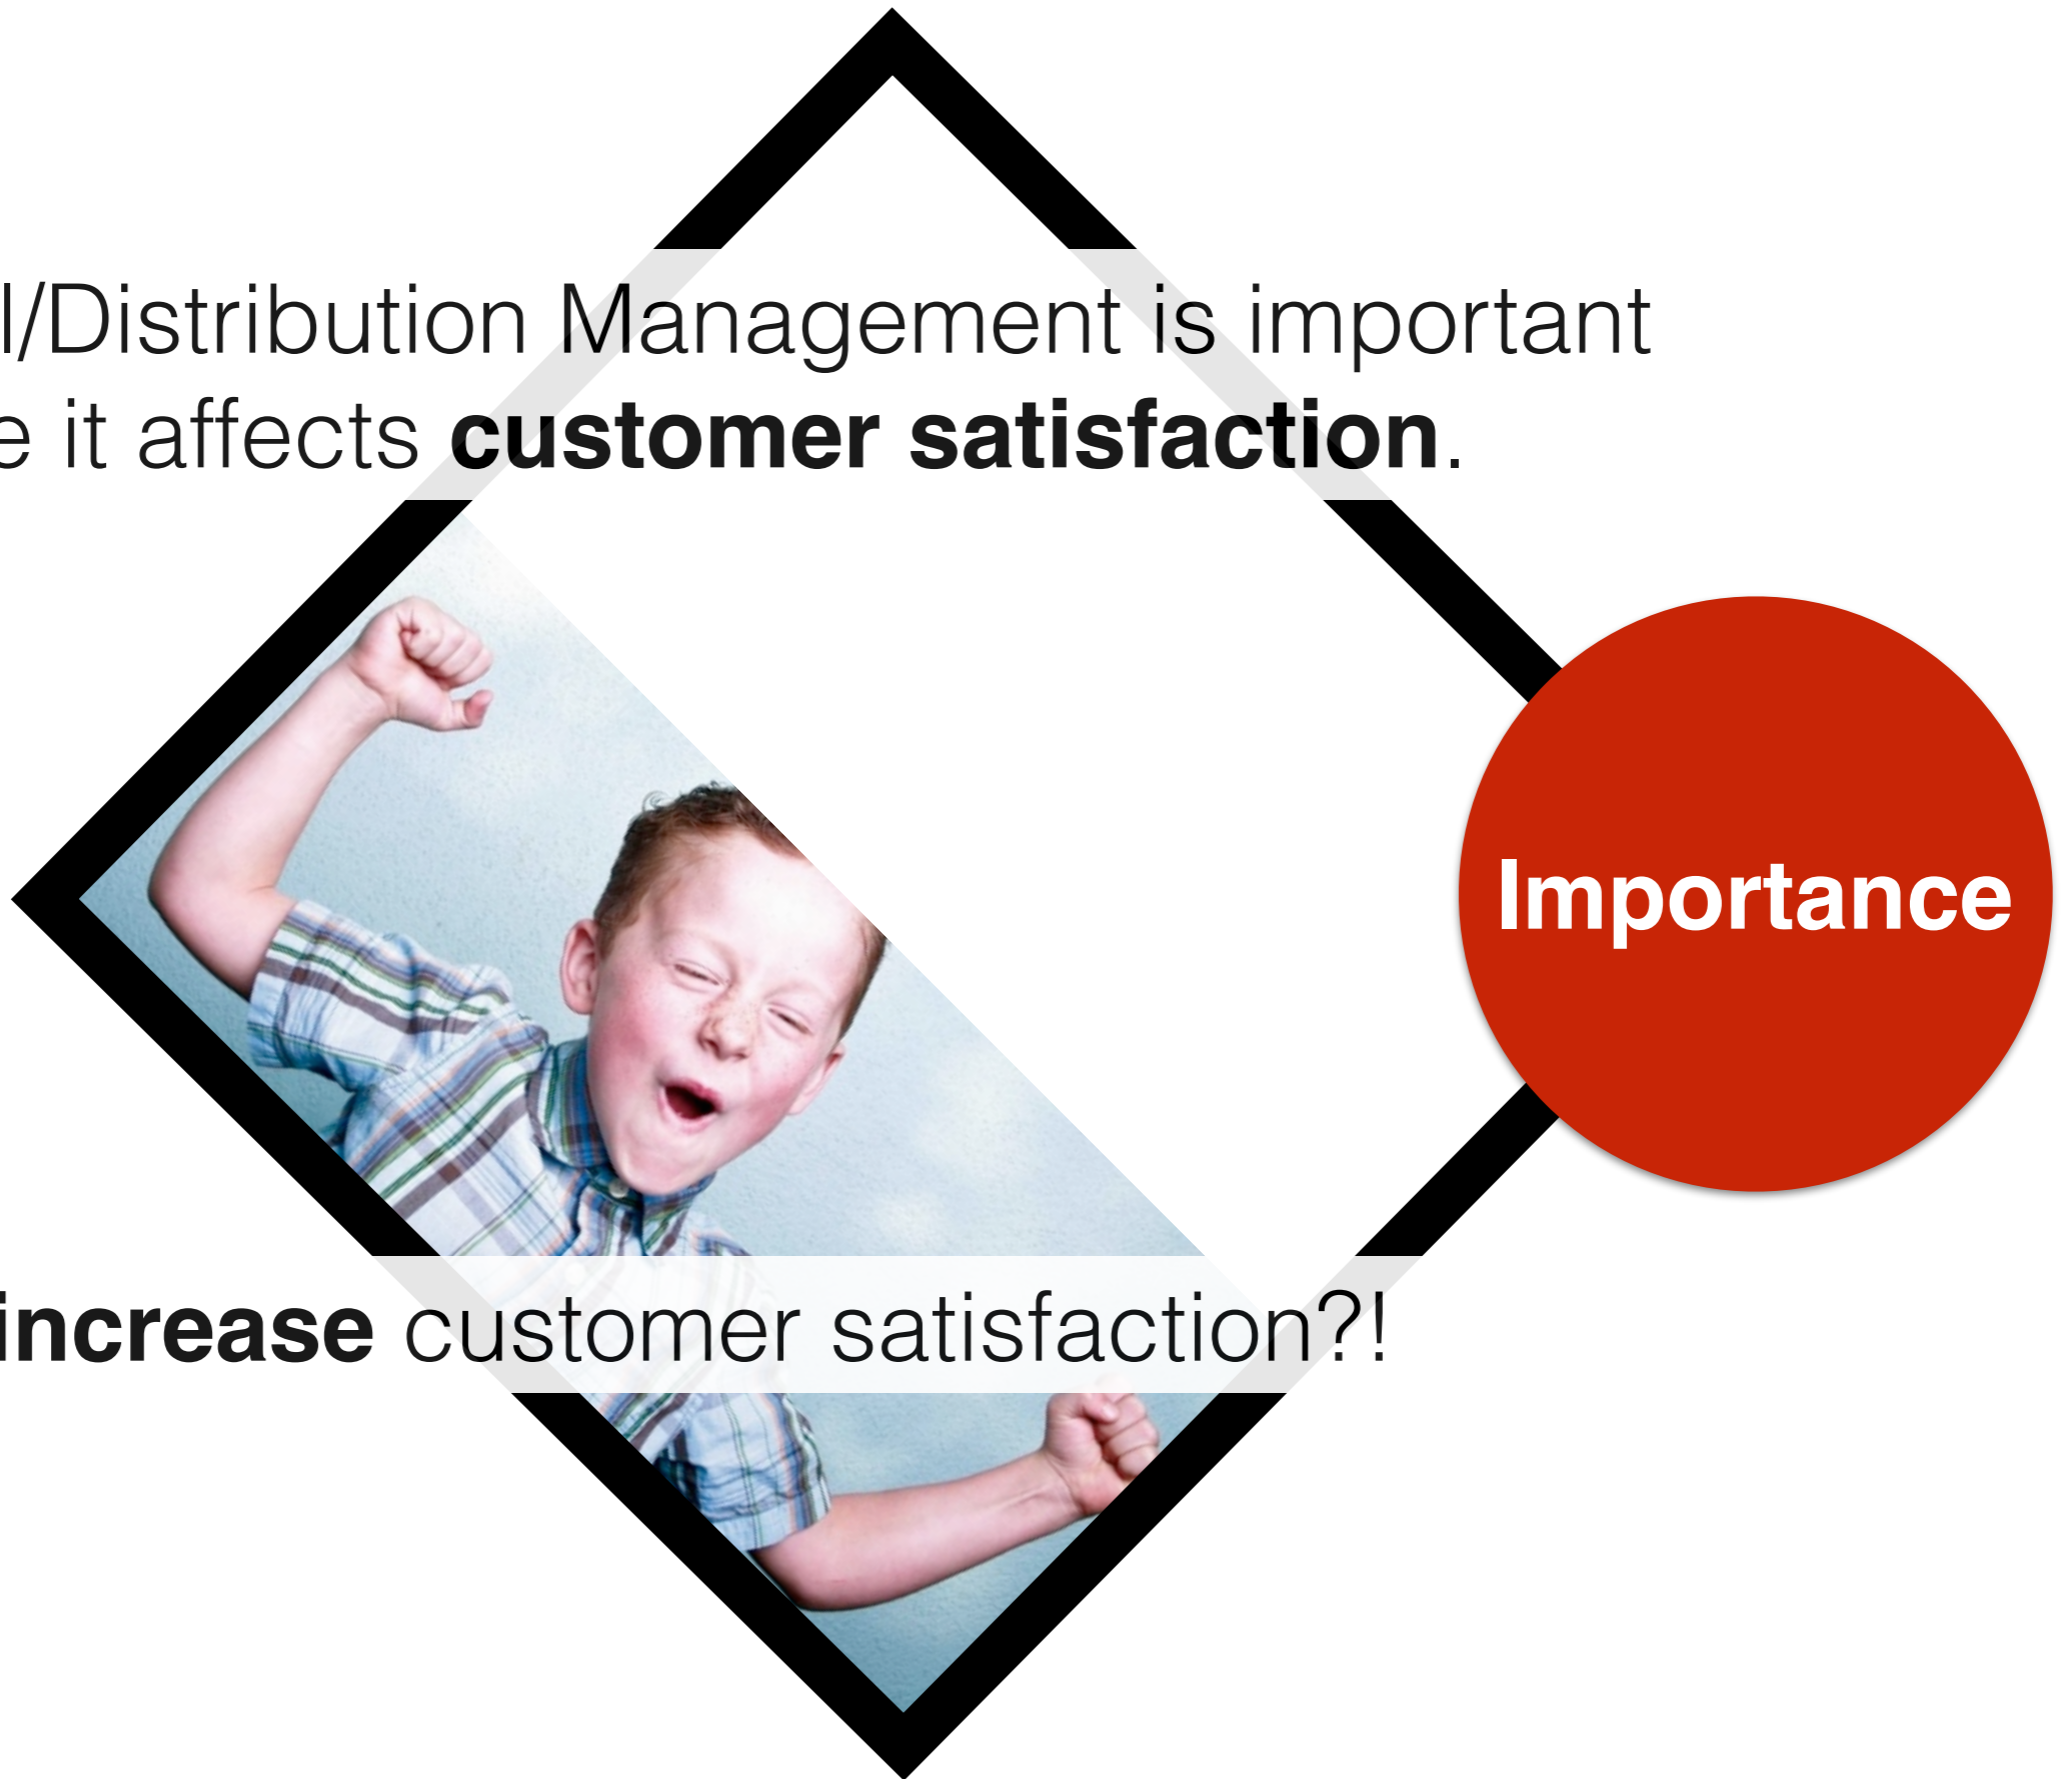 l/Distribution Management is important
e it affects customer satisfaction.
Importance
increase customer satisfaction?!